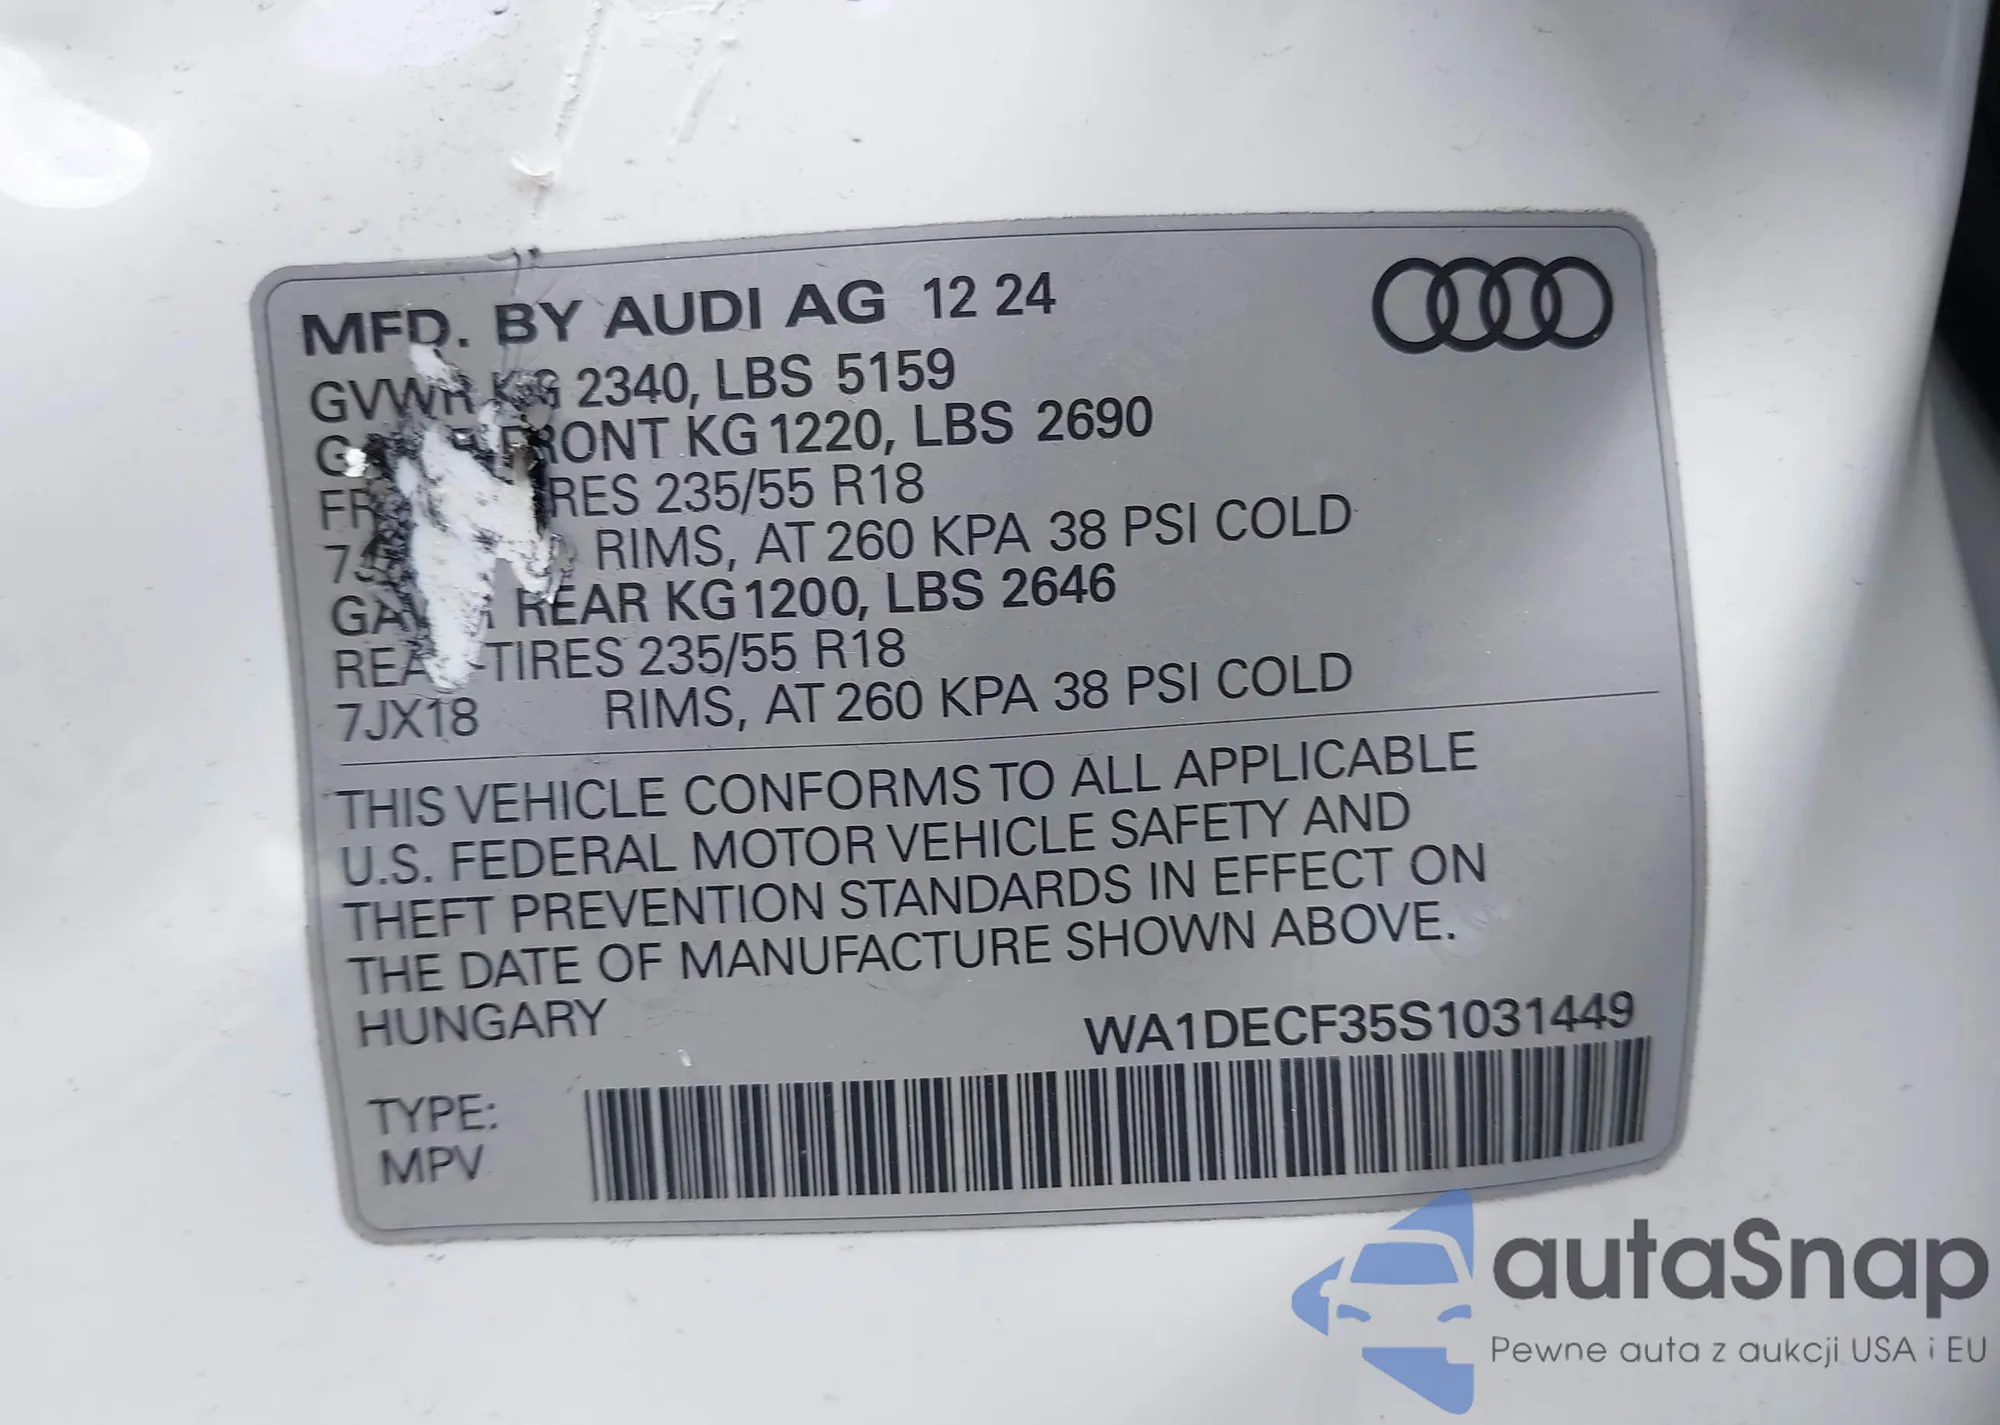 MFD. BY AUDI AG 12 24
GVWR KG 2340, LBS 5159
FRONT KG 1220, LBS 2690
235/55 R18
RIMS, AT 260 KPA 38 PSI COLD
REAR KG 1200, LBS 2646
TIRES 235/55 R18
7JX18 RIMS, AT 260 KPA 38 PSI COLD
THIS VEHICLE CONFORMS TO ALL APPLICABLE
U.S. FEDERAL MOTOR VEHICLE SAFETY AND
THEFT PREVENTION STANDARDS IN EFFECT ON
THE DATE OF MANUFACTURE SHOWN ABOVE.
HUNGARY
WA1DECF35S1031449
TYPE:
MPV
autaSnap
Pewne auta z aukcji USA i EU